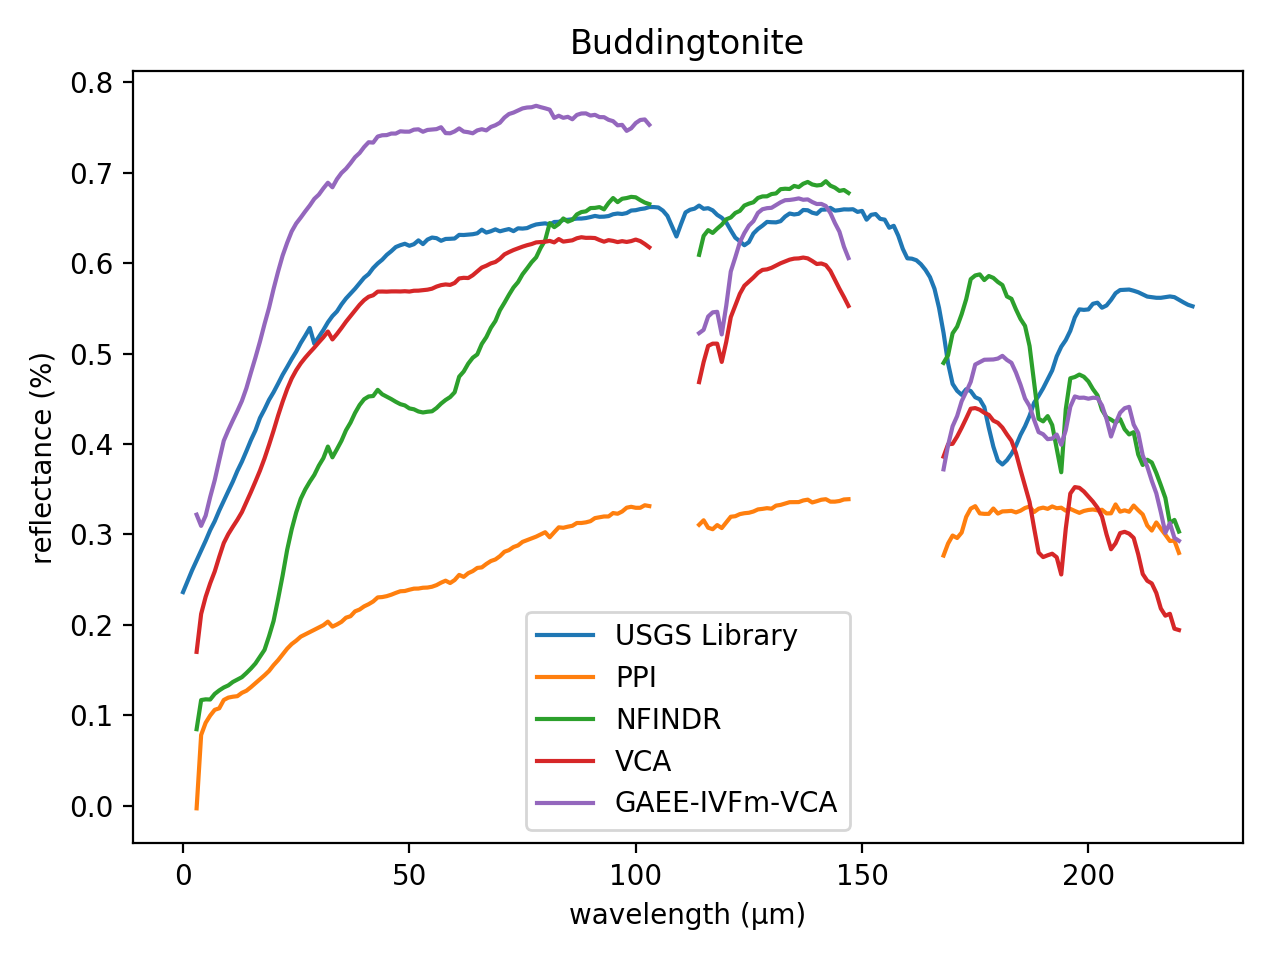 Buddingtonite
0.8
0.7
0.6
0.5
0.4
0.3
0.2
0.1
0.0
reflectance (%)
USGS Library
PPI
NFINDR
VCA
GAEE-IVFm-VCA
0 50 100 150 200
wavelength (μm)